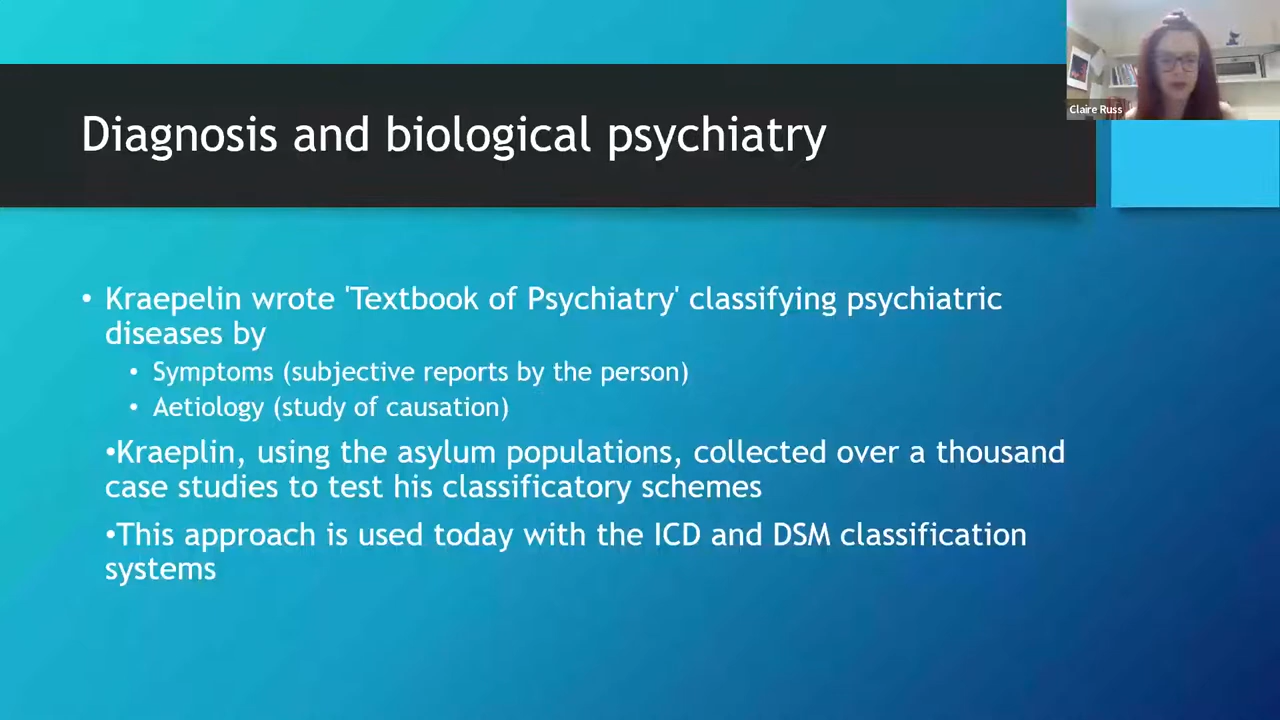 Claire Russ
Diagnosis and biological psychiatry
• Kraepelin wrote 'Textbook of Psychiatry' classifying psychiatric
diseases by
• Symptoms (subjective reports by the person)
• Aetiology (study of causation)
•Kraeplin, using the asylum populations, collected over a thousand
case studies to test his classificatory schemes
•This approach is used today with the ICD and DSM classification
systems